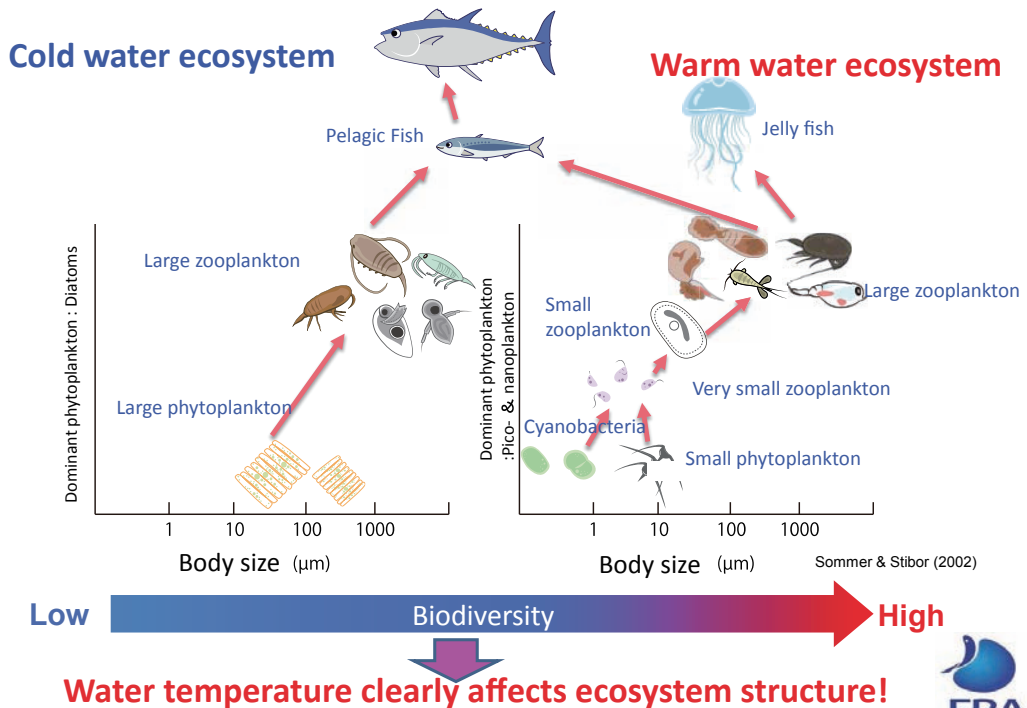 Cold water ecosystem
Warm water ecosystem
Pelagic Fish
Jelly fish
Dominant phytoplankton : Diatoms
Large zooplankton
Large phytoplankton
1 10 100 1000
Body size (μm)
Dominant phytoplankton
:Pico- & nanoplankton
Small
zooplankton
Large zooplankton
Very small zooplankton
Cyanobacteria
Small phytoplankton
1 10 100 1000
Body size (μm)
Sommer & Stibor (2002)
Low
Biodiversity
High
Water temperature clearly affects ecosystem structure!
FRA